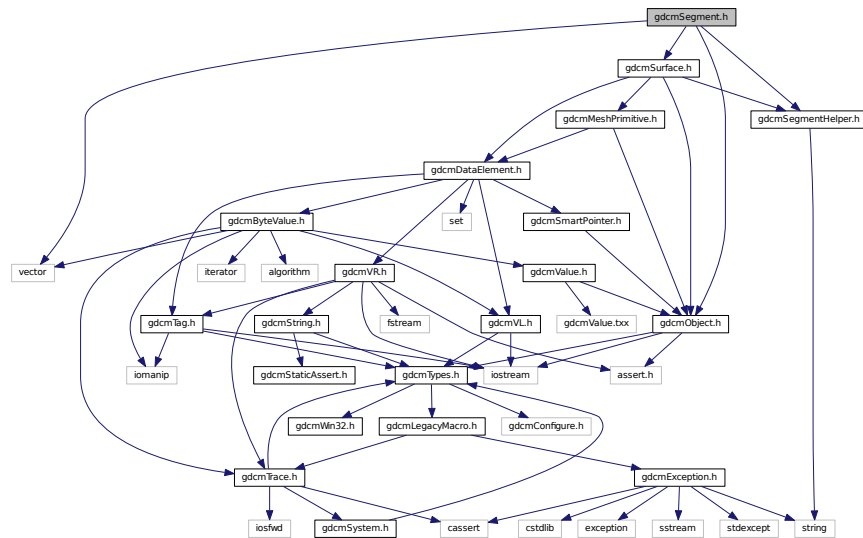 gdcmSegment.h
gdcmSurface.h
gdcmMeshPrimitive.h
gdcmSegmentHelper.h
gdcmDataElement.h
gdcmByteValue.h
set
gdcmSmartPointer.h
vector
iterator
algorithm
gdcmVR.h
gdcmValue.h
gdcmTag.h
gdcmString.h
fstream
gdcmVL.h
gdcmValue.txx
gdcmObject.h
iomanip
gdcmStaticAssert.h
gdcmTypes.h
iostream
assert.h
gdcmWin32.h
gdcmLegacyMacro.h
gdcmConfigure.h
gdcmTrace.h
gdcmException.h
iosfwd
gdcmSystem.h
cassert
cstdlib
exception
sstream
stdexcept
string